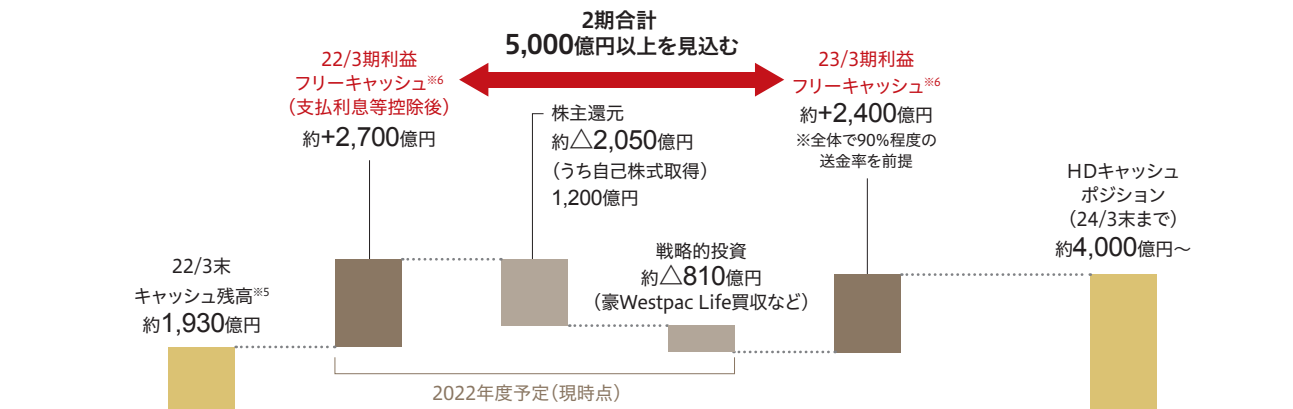 2期合計
5,000億円以上を見込む
22/3期利益
フリーキャッシュ※6
（支払利息等控除後）
約+2,700億円
23/3期利益
フリーキャッシュ※6
約+2,400億円
※全体で90%程度の
送金率を前提
株主還元
約△2,050億円
（うち自己株式取得）
1,200億円
HDキャッシュ
ポジション
（24/3末まで）
約4,000億円～
戦略的投資
約△810億円
（豪Westpac Life買収など）
22/3末
キャッシュ残高※5
約1,930億円
2022年度予定（現時点）